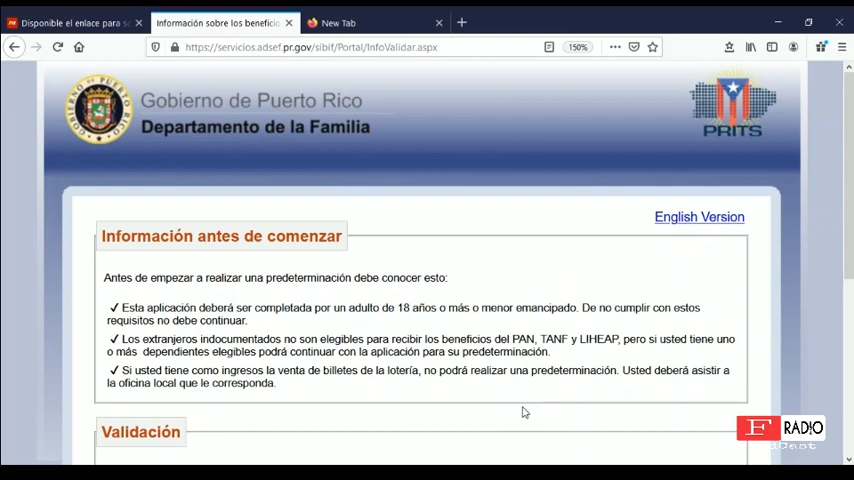 Disponible el enlace para so
Información sobre los beneficio
New Tab
https://servicios.adsef.pr.gov/sibif/Portal/InfoValidar.aspx
150%
Gobierno de Puerto Rico
Departamento de la Familia
PRITS
English Version
Información antes de comenzar
Antes de empezar a realizar una predeterminación debe conocer esto:
✓ Esta aplicación deberá ser completada por un adulto de 18 años o más o menor emancipado. De no cumplir con estos
requisitos no debe continuar.
✓ Los extranjeros indocumentados no son elegibles para recibir los beneficios del PAN, TANF y LIHEAP, pero si usted tiene uno
o más dependientes elegibles podrá continuar con la aplicación para su predeterminación.
✓ Si usted tiene como ingresos la venta de billetes de la lotería, no podrá realizar una predeterminación. Usted deberá asistir a
la oficina local que le corresponda.
Validación
F RADIO